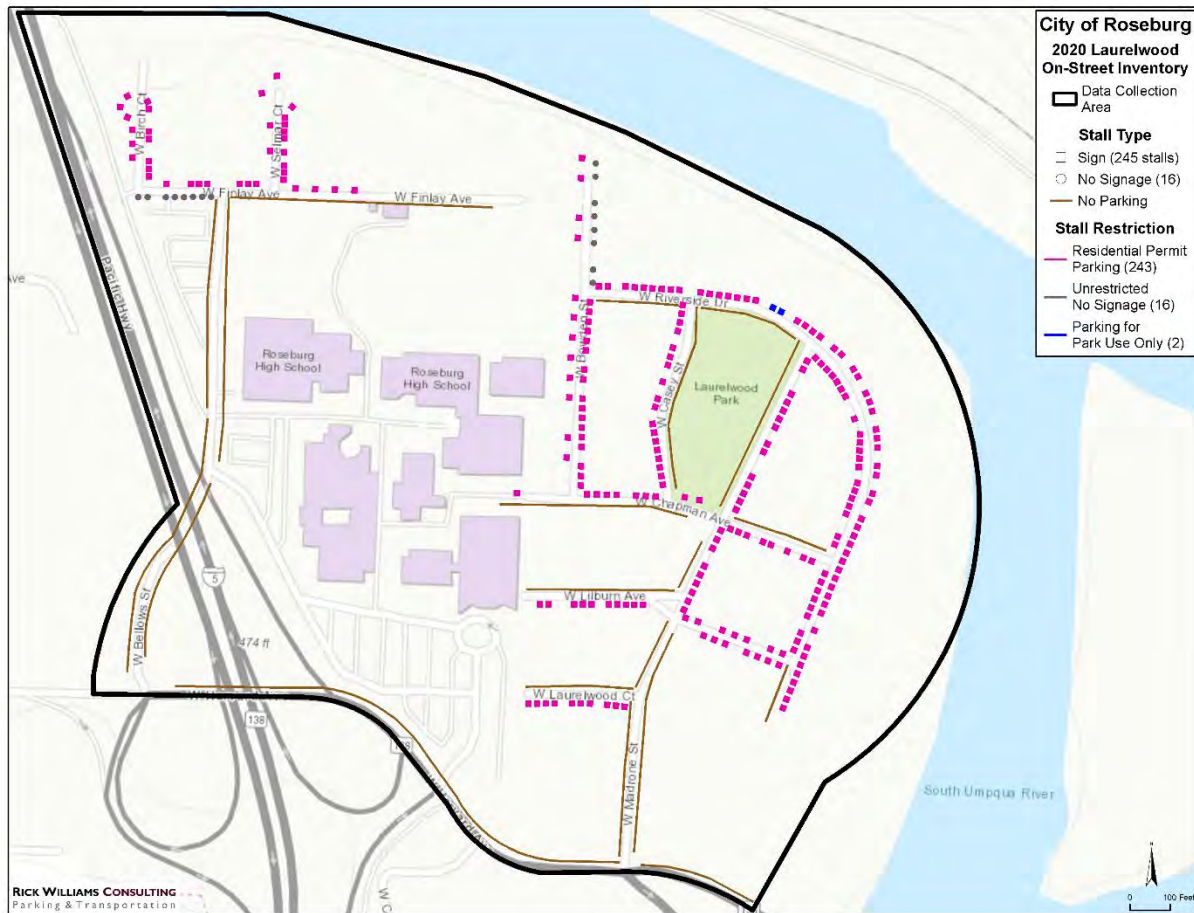 City of Roseburg
2020 Laurelwood
On-Street Inventory
Data Collection
Area
Stall Type
Sign (245 stalls)
No Signage (16)
No Parking
Stall Restriction
Residential Permit
Parking (243)
Unrestricted
No Signage (16)
Parking for
Park Use Only (2)
W Birch Ct
W Selmar Ct
W Finlay Ave
W Finlay Ave
Ave
Pacific Hwy
W Bowden St
W Riverside Dr
Roseburg
High School
Roseburg
High School
W Casey St
Laurelwood
Park
W Chapman Ave
5
W Lilburn Ave
W Bellows St
474 ft
W Laurelwood Ct
138
W Madrone St
South Umpqua River
W C
RICK WILLIAMS CONSULTING
Parking & Transportation
N
0 100 Feet